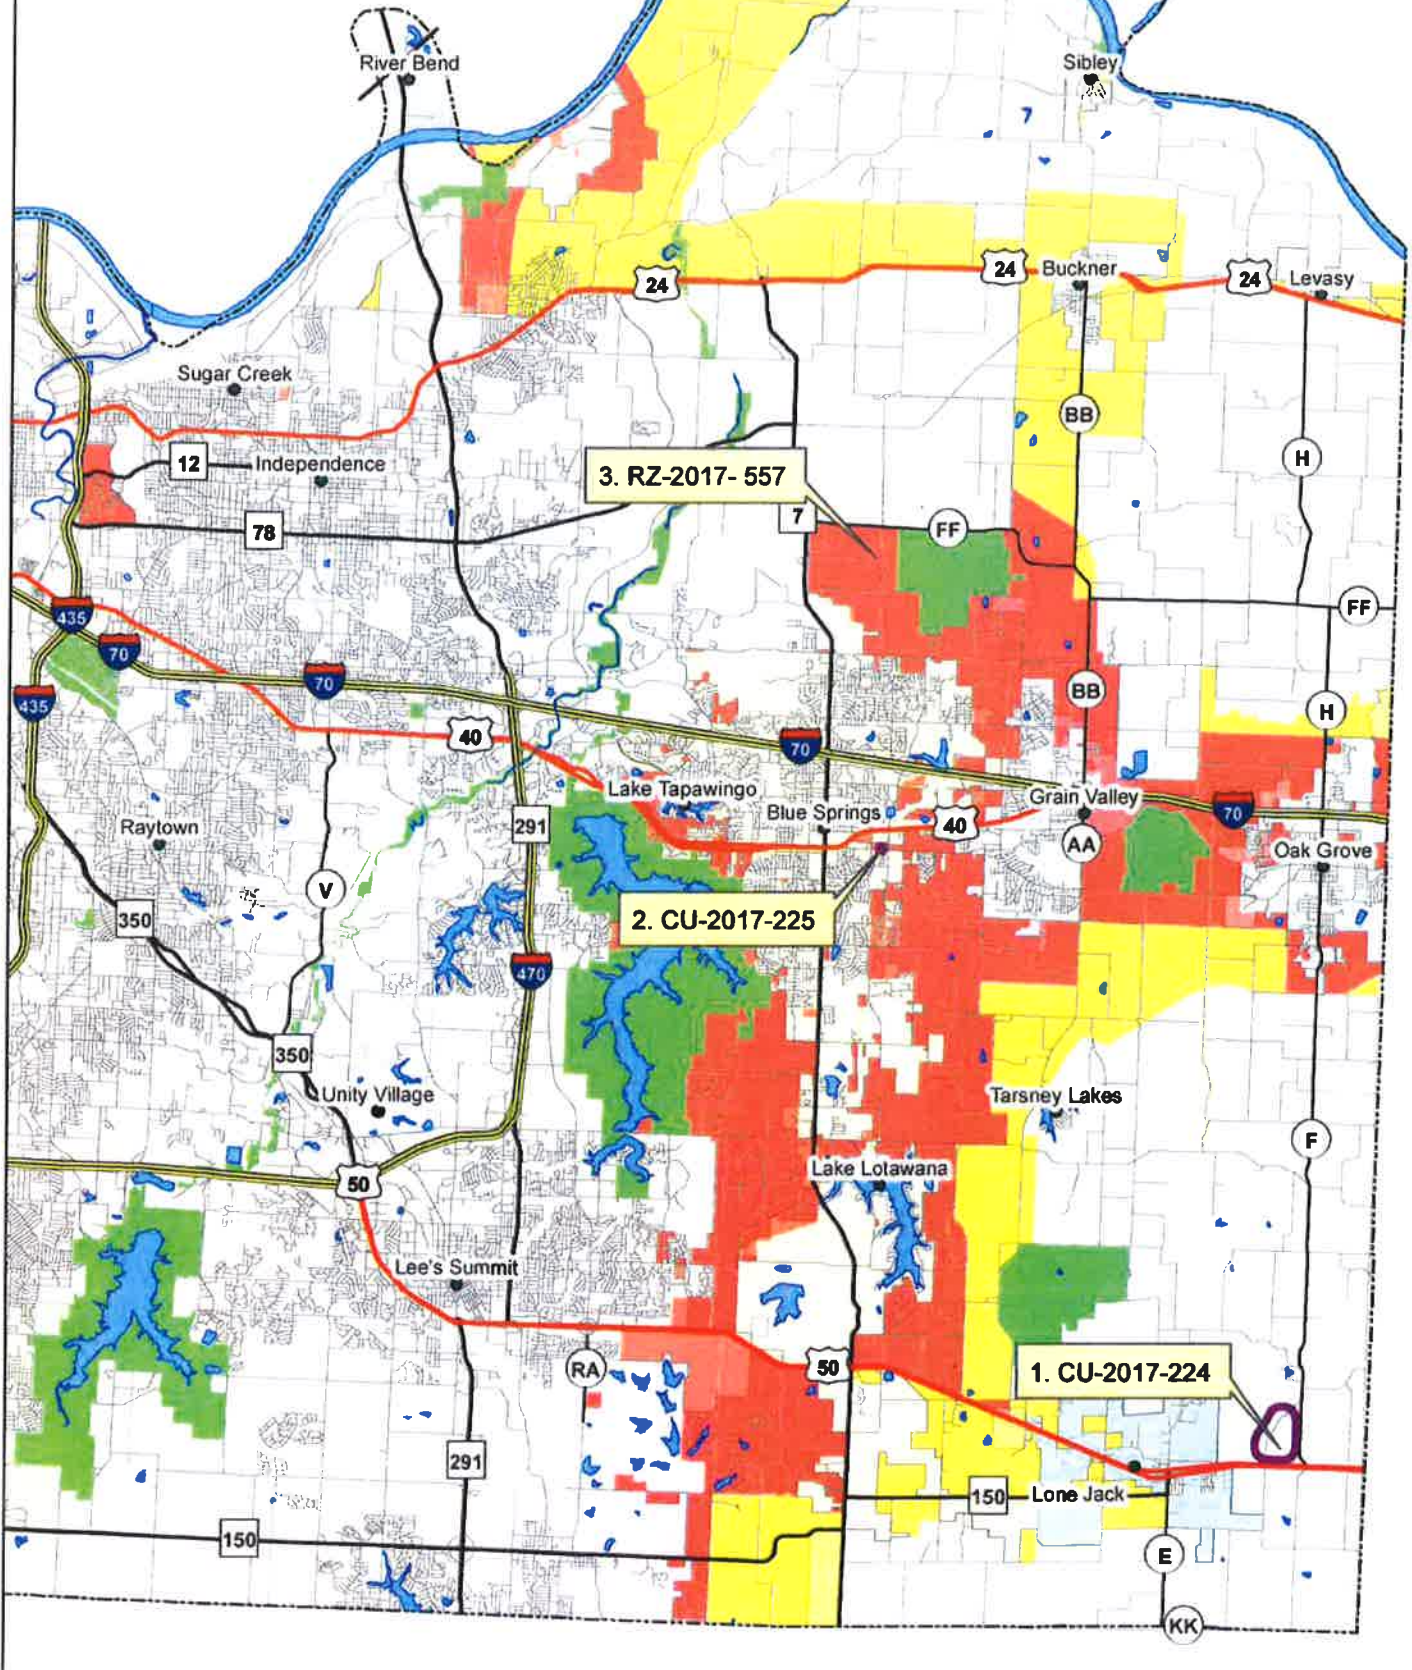 River Bend
Sibley
24
24
Buckner
24
Levasy
Sugar Creek
BB
12
Independence
H
3. RZ-2017- 557
7
78
FF
435
FF
70
70
435
BB
H
40
70
Lake Tapawingo
Grain Valley
70
Blue Springs
40
291
Raytown
AA
Oak Grove
V
350
2. CU-2017-225
470
350
Unity Village
Tarsney Lakes
F
Lake Lotawana
50
Lee's Summit
RA
50
1. CU-2017-224
291
150
Lone Jack
150
E
KK